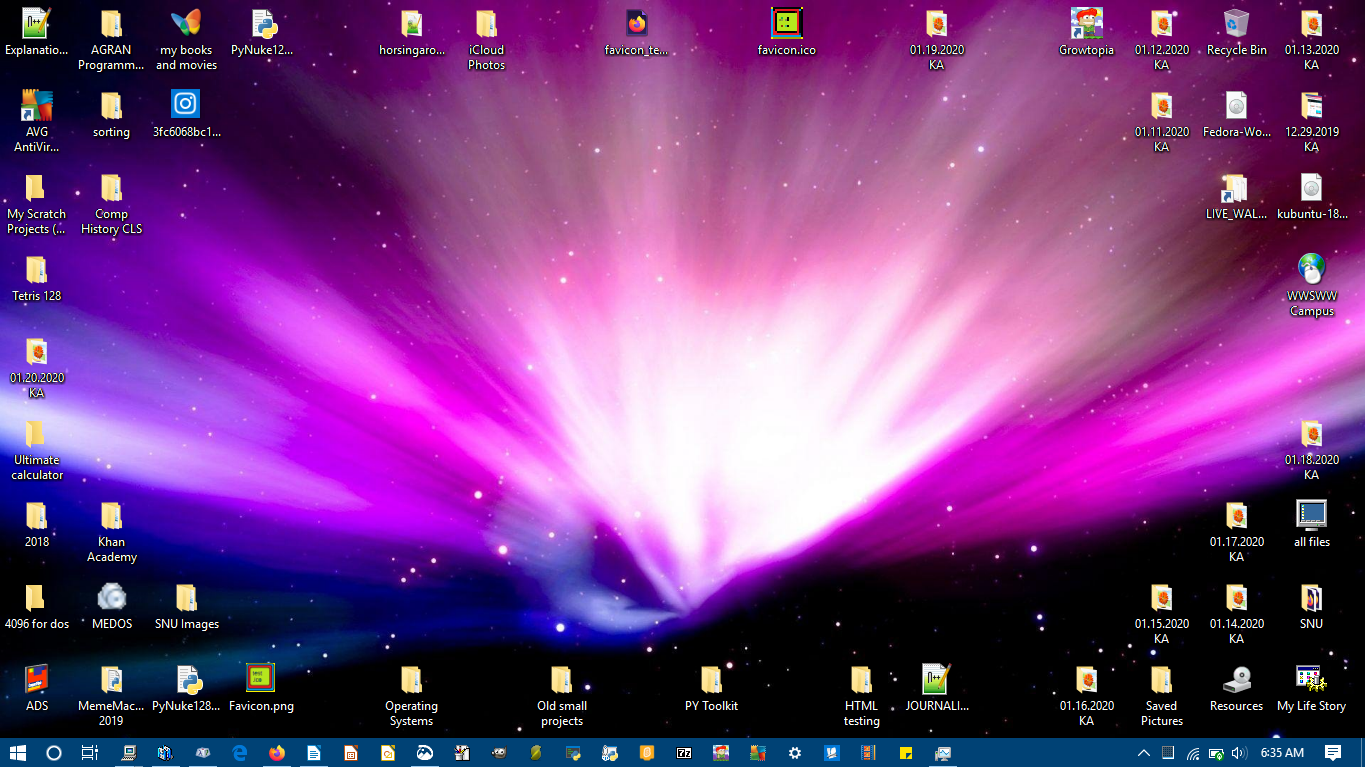 Explanatio...
AGRAN
Programm...
my books
and movies
PyNuke12...
horsingaro...
iCloud
Photos
favicon_te...
favicon.ico
01.19.2020
KA
Growtopia
01.12.2020
KA
Recycle Bin
01.13.2020
KA
AVG
AntiVir...
sorting
3fc6068bc1...
01.11.2020
KA
Fedora-Wo...
12.29.2019
KA
My Scratch
Projects (...
Comp
History CLS
LIVE_WAL...
kubuntu-18...
Tetris 128
WWSWW
Campus
01.20.2020
KA
Ultimate
calculator
01.18.2020
KA
2018
Khan
Academy
01.17.2020
KA
all files
4096 for dos
MEDOS
SNU Images
01.15.2020
KA
01.14.2020
KA
SNU
ADS
MemeMac...
2019
PyNuke128...
Favicon.png
Operating
Systems
Old small
projects
PY Toolkit
HTML
testing
JOURNALI...
01.16.2020
KA
Saved
Pictures
Resources
My Life Story
6:35 AM